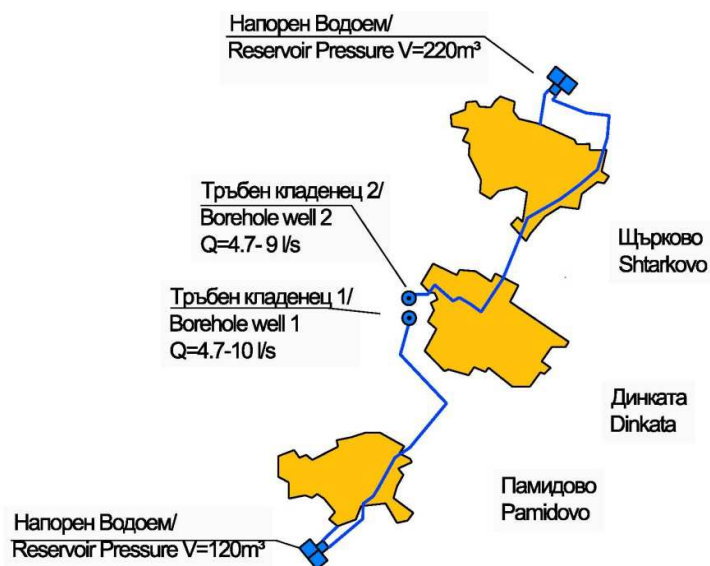 Напорен Водоем/
Reservoir Pressure V=220m³
Тръбен кладенец 2/
Borehole well 2
Q=4.7- 9 l/s
Щърково
Shtarkovo
Тръбен кладенец 1/
Borehole well 1
Q=4.7-10 l/s
Динката
Dinkata
Памидово
Pamidovo
Напорен Водоем/
Reservoir Pressure V=120m³